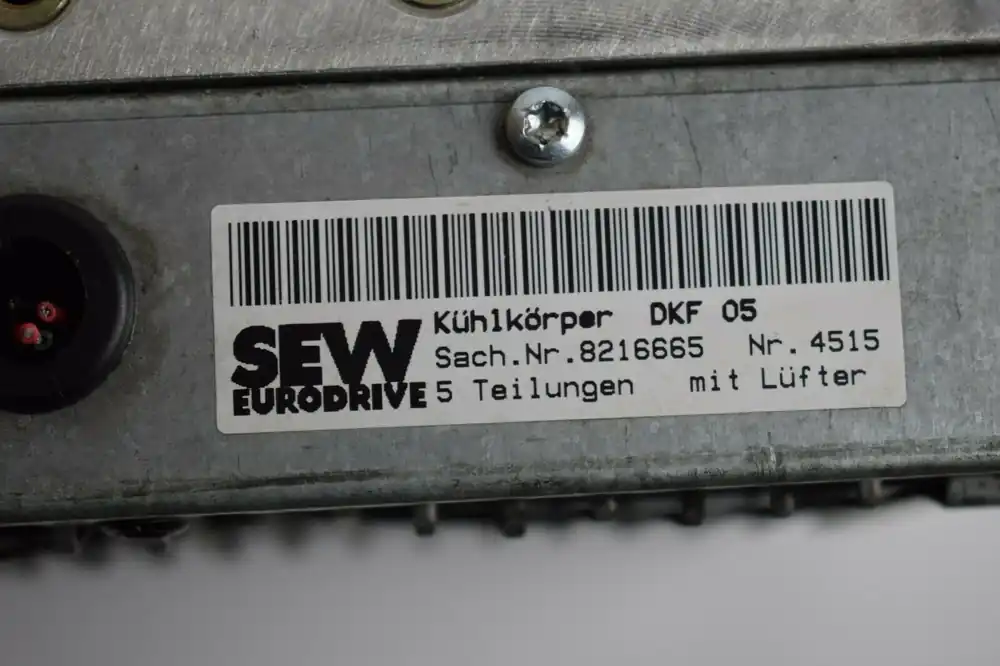 SEW
EURODRIVE
Kühlkörper DKF 05
Sach.Nr.8216665 Nr.4515
5 Teilungen mit Lüfter